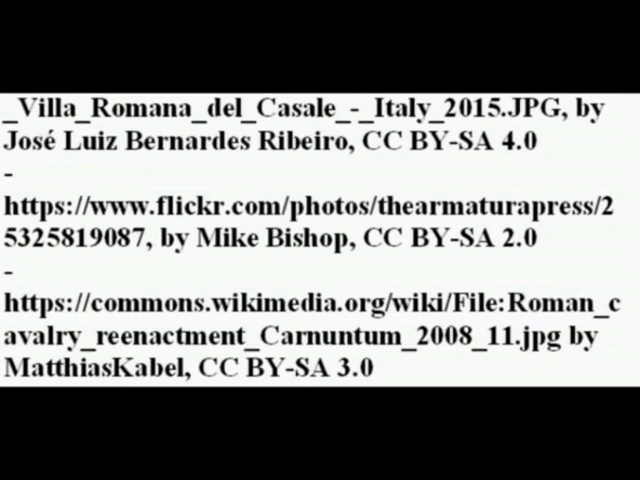 _Villa_Romana_del_Casale_-_Italy_2015.JPG, by
José Luiz Bernardes Ribeiro, CC BY-SA 4.0
-
https://www.flickr.com/photos/thearmaturapress/2
5325819087, by Mike Bishop, CC BY-SA 2.0
-
https://commons.wikimedia.org/wiki/File:Roman_c
avalry_reenactment_Carnuntum_2008_11.jpg by
MatthiasKabel, CC BY-SA 3.0